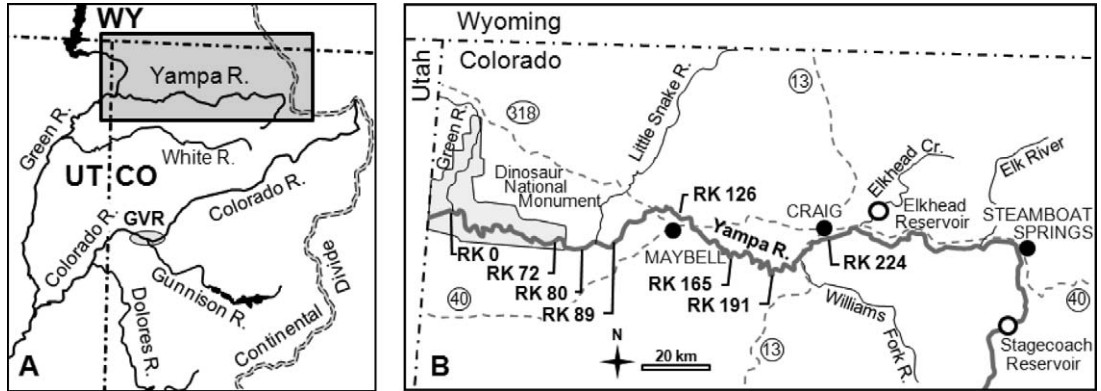 WY
Yampa R.
Green R.
White R.
UT CO
Colorado R.
GVR
Colorado R.
Gunnison R.
Dolores R.
Continental
Divide
A
Wyoming
Colorado
Utah
318
13
Green R.
Little Snake R.
Dinosaur
National
Monument
Elkhead Cr.
Elk River
Elkhead
Reservoir
RK 126
CRAIG
STEAMBOAT
SPRINGS
Yampa R.
MAYBELL
RK 0
RK 72
RK 80
RK 89
RK 165
RK 191
RK 224
40
40
Williams
Fork R.
13
N
20 km
Stagecoach
Reservoir
B